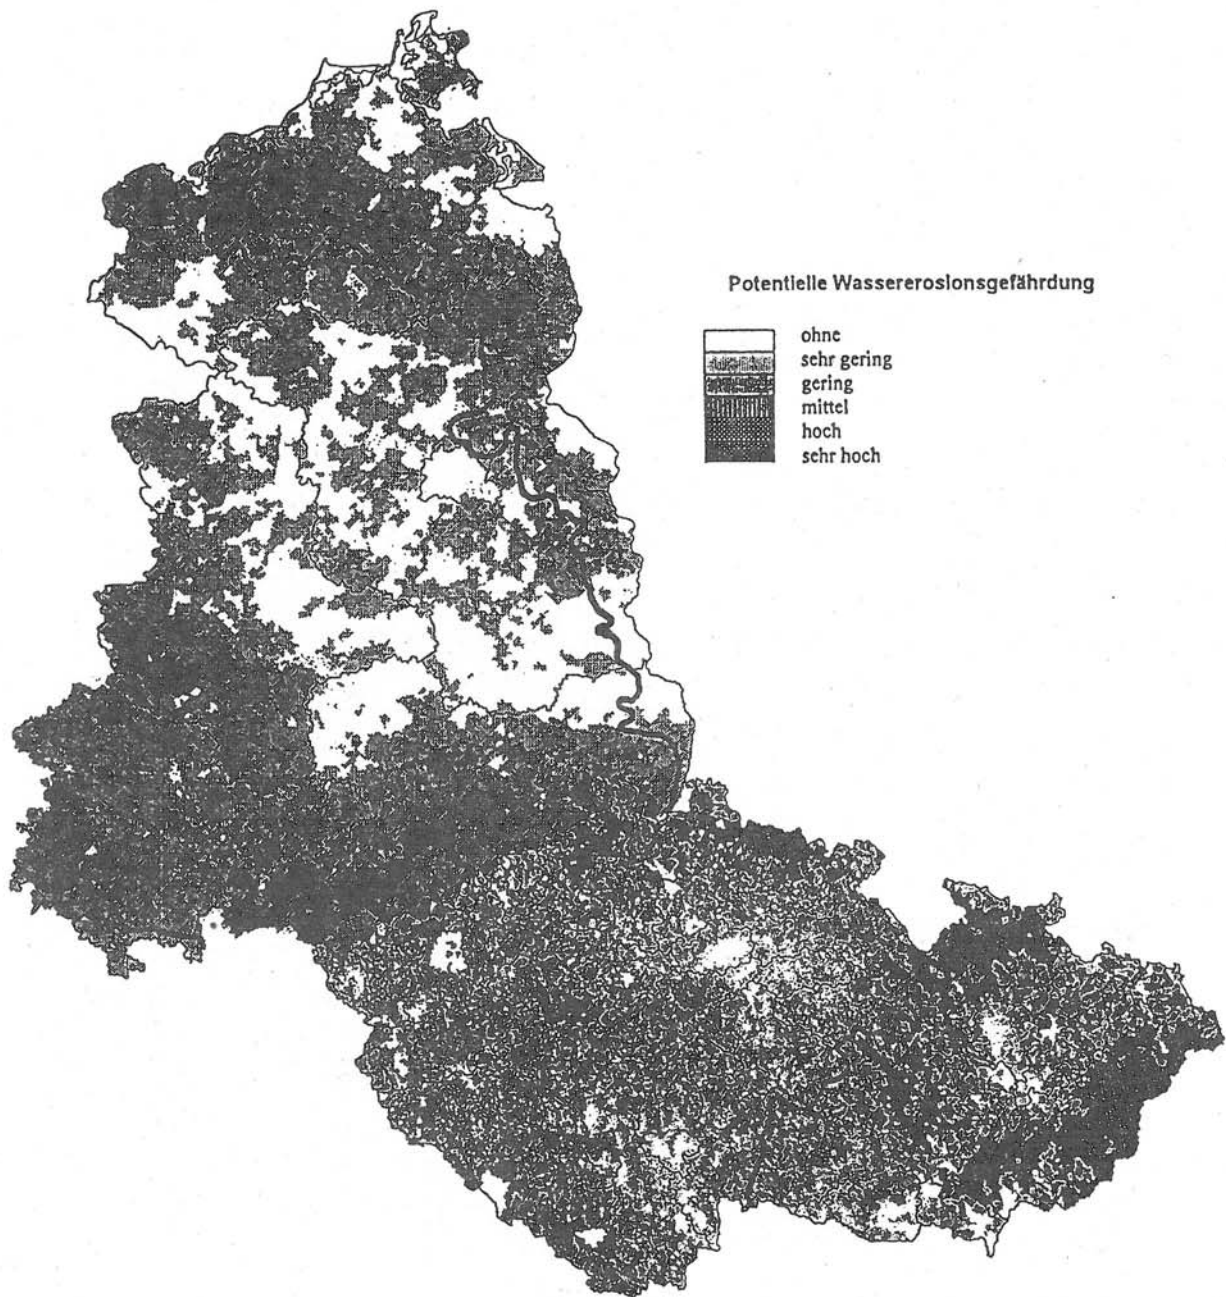 Potentielle Wassererosionsgefährdung
ohne
sehr gering
gering
mittel
hoch
sehr hoch